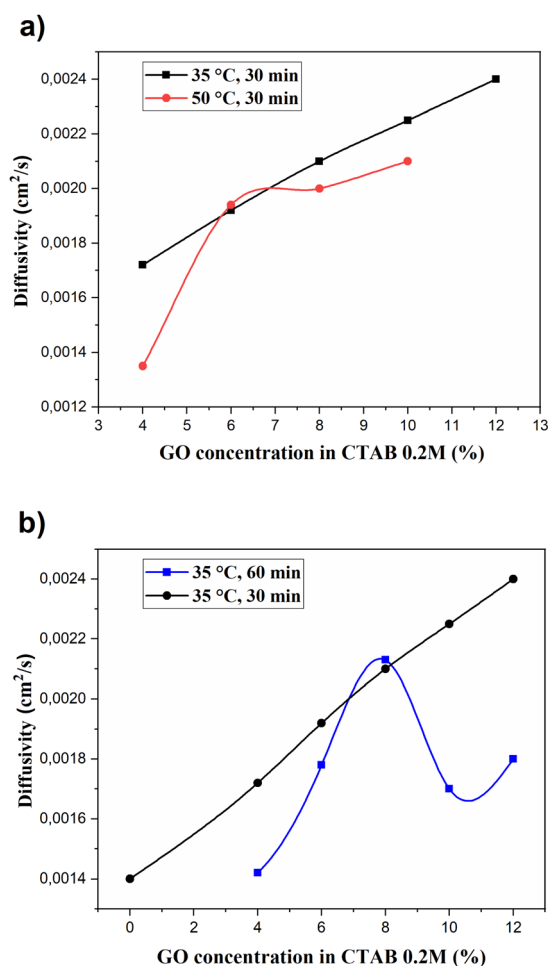 a)
35 °C, 30 min
50 °C, 30 min
0,0024
0,0022
0,0020
0,0018
0,0016
0,0014
0,0012
Diffusivity (cm²/s)
3 4 5 6 7 8 9 10 11 12 13
GO concentration in CTAB 0.2M (%)
b)
35 °C, 60 min
35 °C, 30 min
0,0024
0,0022
0,0020
0,0018
0,0016
0,0014
Diffusivity (cm²/s)
0 4 6 8 10 12
GO concentration in CTAB 0.2M (%)